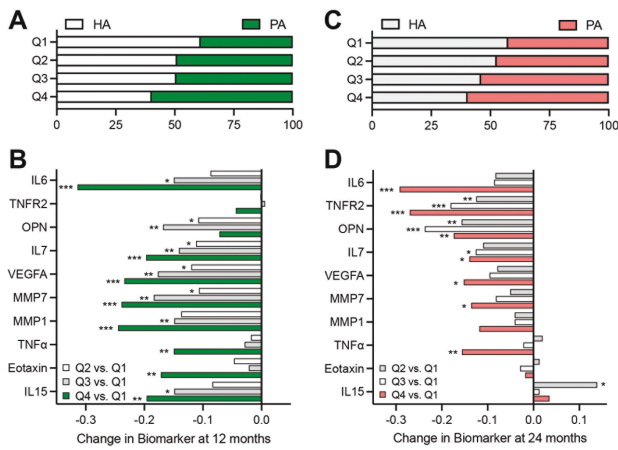 A
HA
PA
Q1
Q2
Q3
Q4
0
25
50
75
100
B
IL6
TNFR2
OPN
IL7
VEGFA
MMP7
MMP1
TNFα
Eotaxin
IL15
***
*
*
**
*
**
***
*
**
***
*
**
***
**
***
**
**
*
**
Q2 vs. Q1
Q3 vs. Q1
Q4 vs. Q1
-0.3
-0.2
-0.1
0.0
Change in Biomarker at 12 months
C
HA
PA
Q1
Q2
Q3
Q4
0
25
50
75
100
D
IL6
TNFR2
OPN
IL7
VEGFA
MMP7
MMP1
TNFα
Eotaxin
IL15
***
**
***
***
**
***
**
*
*
*
*
**
*
Q2 vs. Q1
Q3 vs. Q1
Q4 vs. Q1
-0.3
-0.2
-0.1
0.0
0.1
Change in Biomarker at 24 months